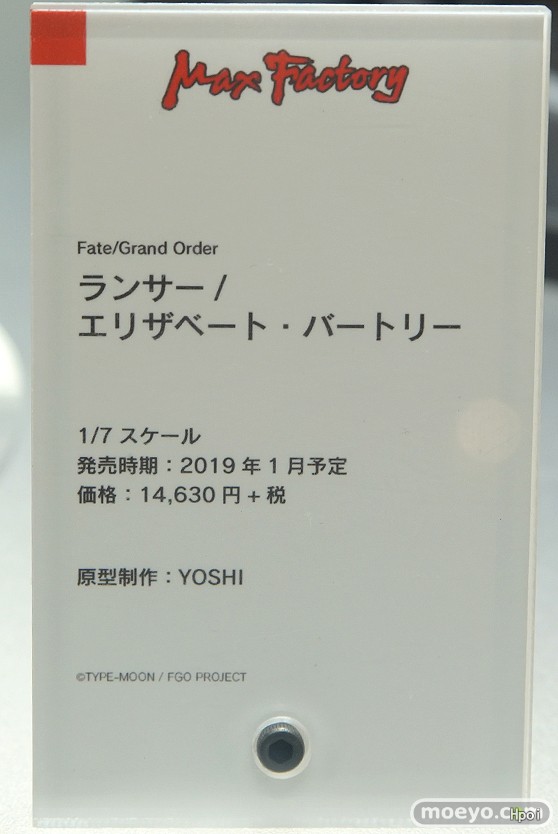 Max Factory
Fate/Grand Order
ランサー/
エリザベート・バートリー
1/7 スケール
発売時期：2019 年 1 月予定
価格：14,630 円＋税
原型制作：YOSHI
©TYPE-MOON / FGO PROJECT
moeyo.com
Hpoi